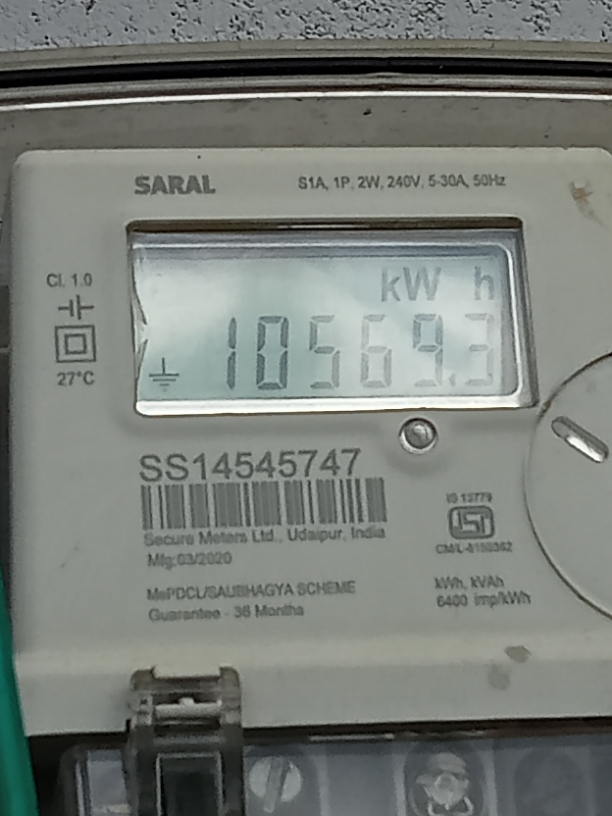 SARAL
S1A, 1P, 2W, 240V, 5-30A, 50Hz
Cl. 1.0
27°C
kW h
10569.3
SS14545747
Secure Meters Ltd., Udaipur, India
Mfg:03/2020
MePDCL/SAUBHAGYA SCHEME
Guarantee - 36 Months
IS 13779
ISI
kWh, kVAh
6400 imp/kWh